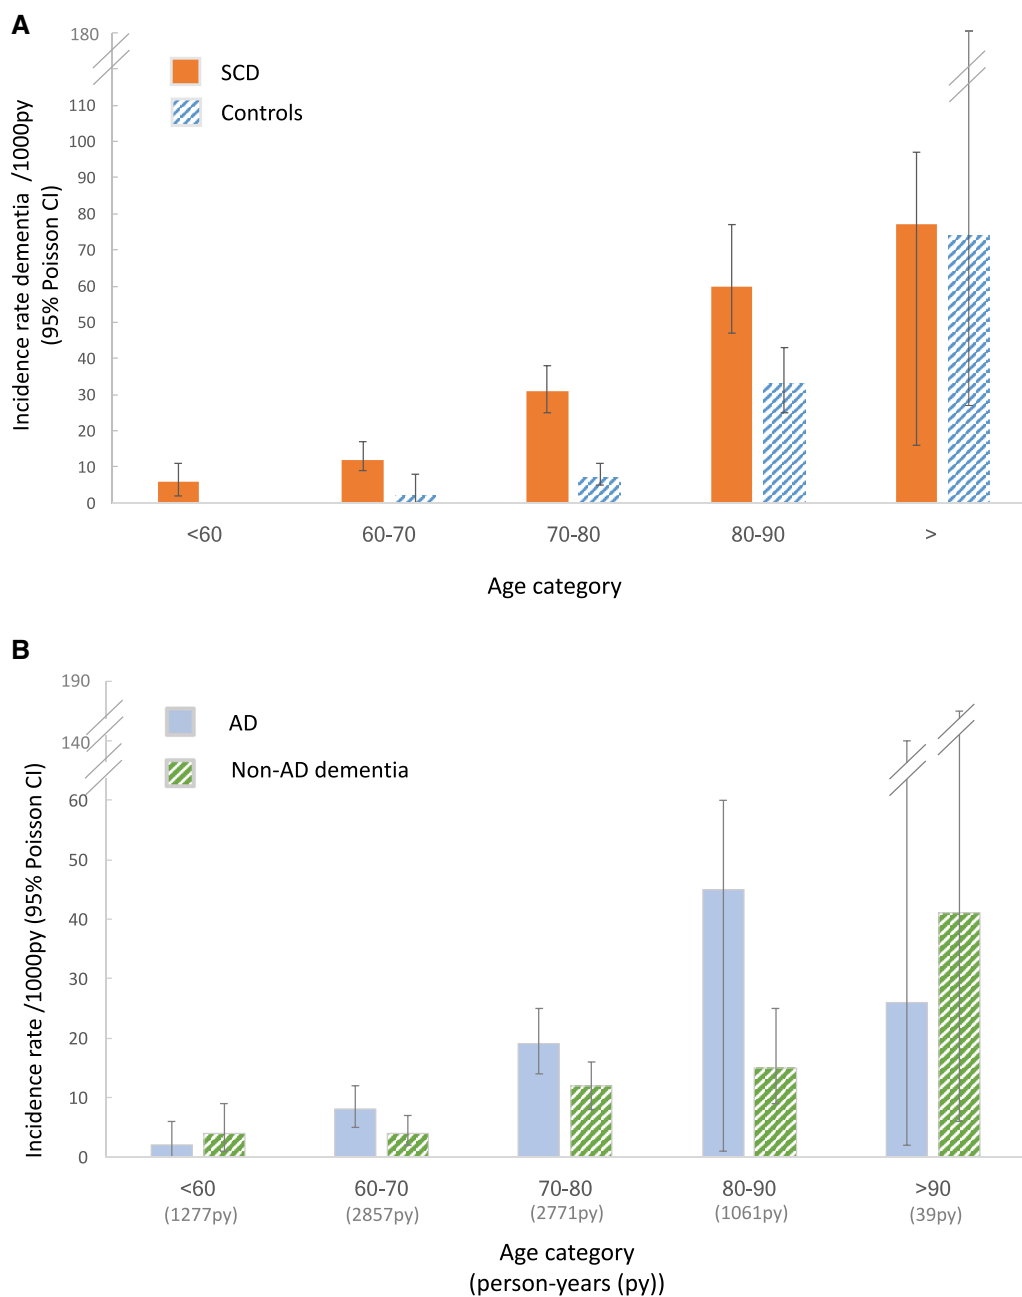 A
180
SCD
Controls
110
100
90
80
70
60
50
40
30
20
10
0
Incidence rate dementia /1000py
(95% Poisson CI)
<60
60-70
70-80
80-90
>
Age category
B
190
AD
140
Non-AD dementia
60
50
40
30
20
10
0
Incidence rate /1000py (95% Poisson CI)
<60
60-70
70-80
80-90
>90
(1277py)
(2857py)
(2771py)
(1061py)
(39py)
Age category
(person-years (py))